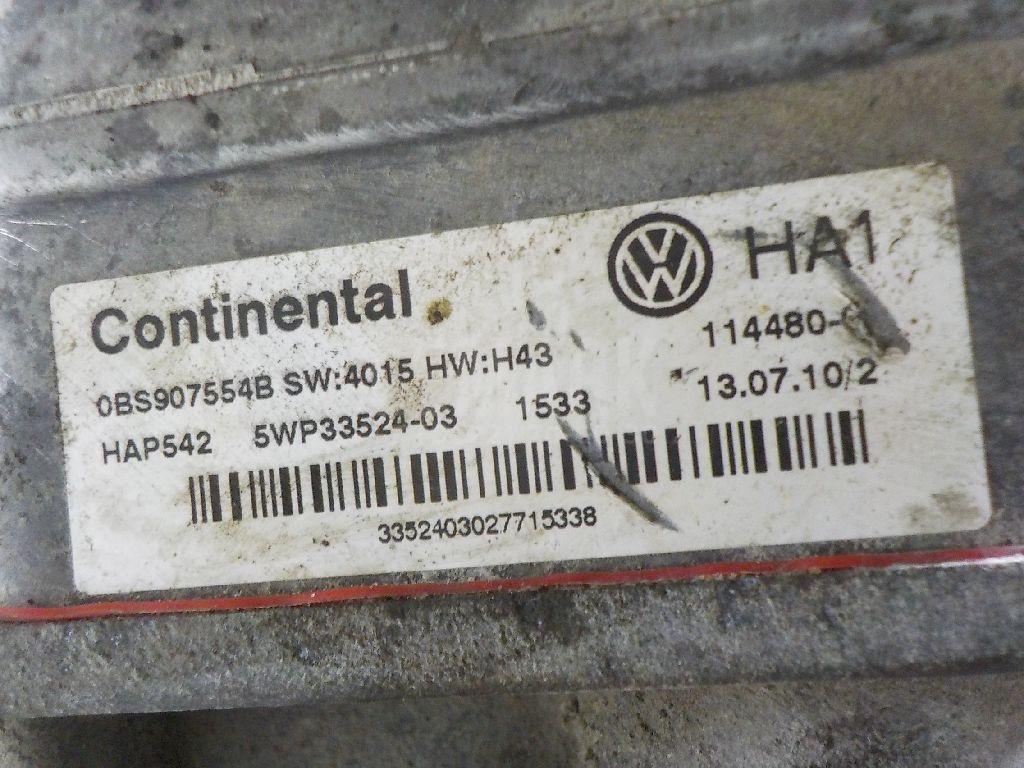 Continental HA1
114480-
0BS907554B SW:4015 HW:H43
13.07.10/2
HAP542 5WP33524-03 1533
3352403027715338